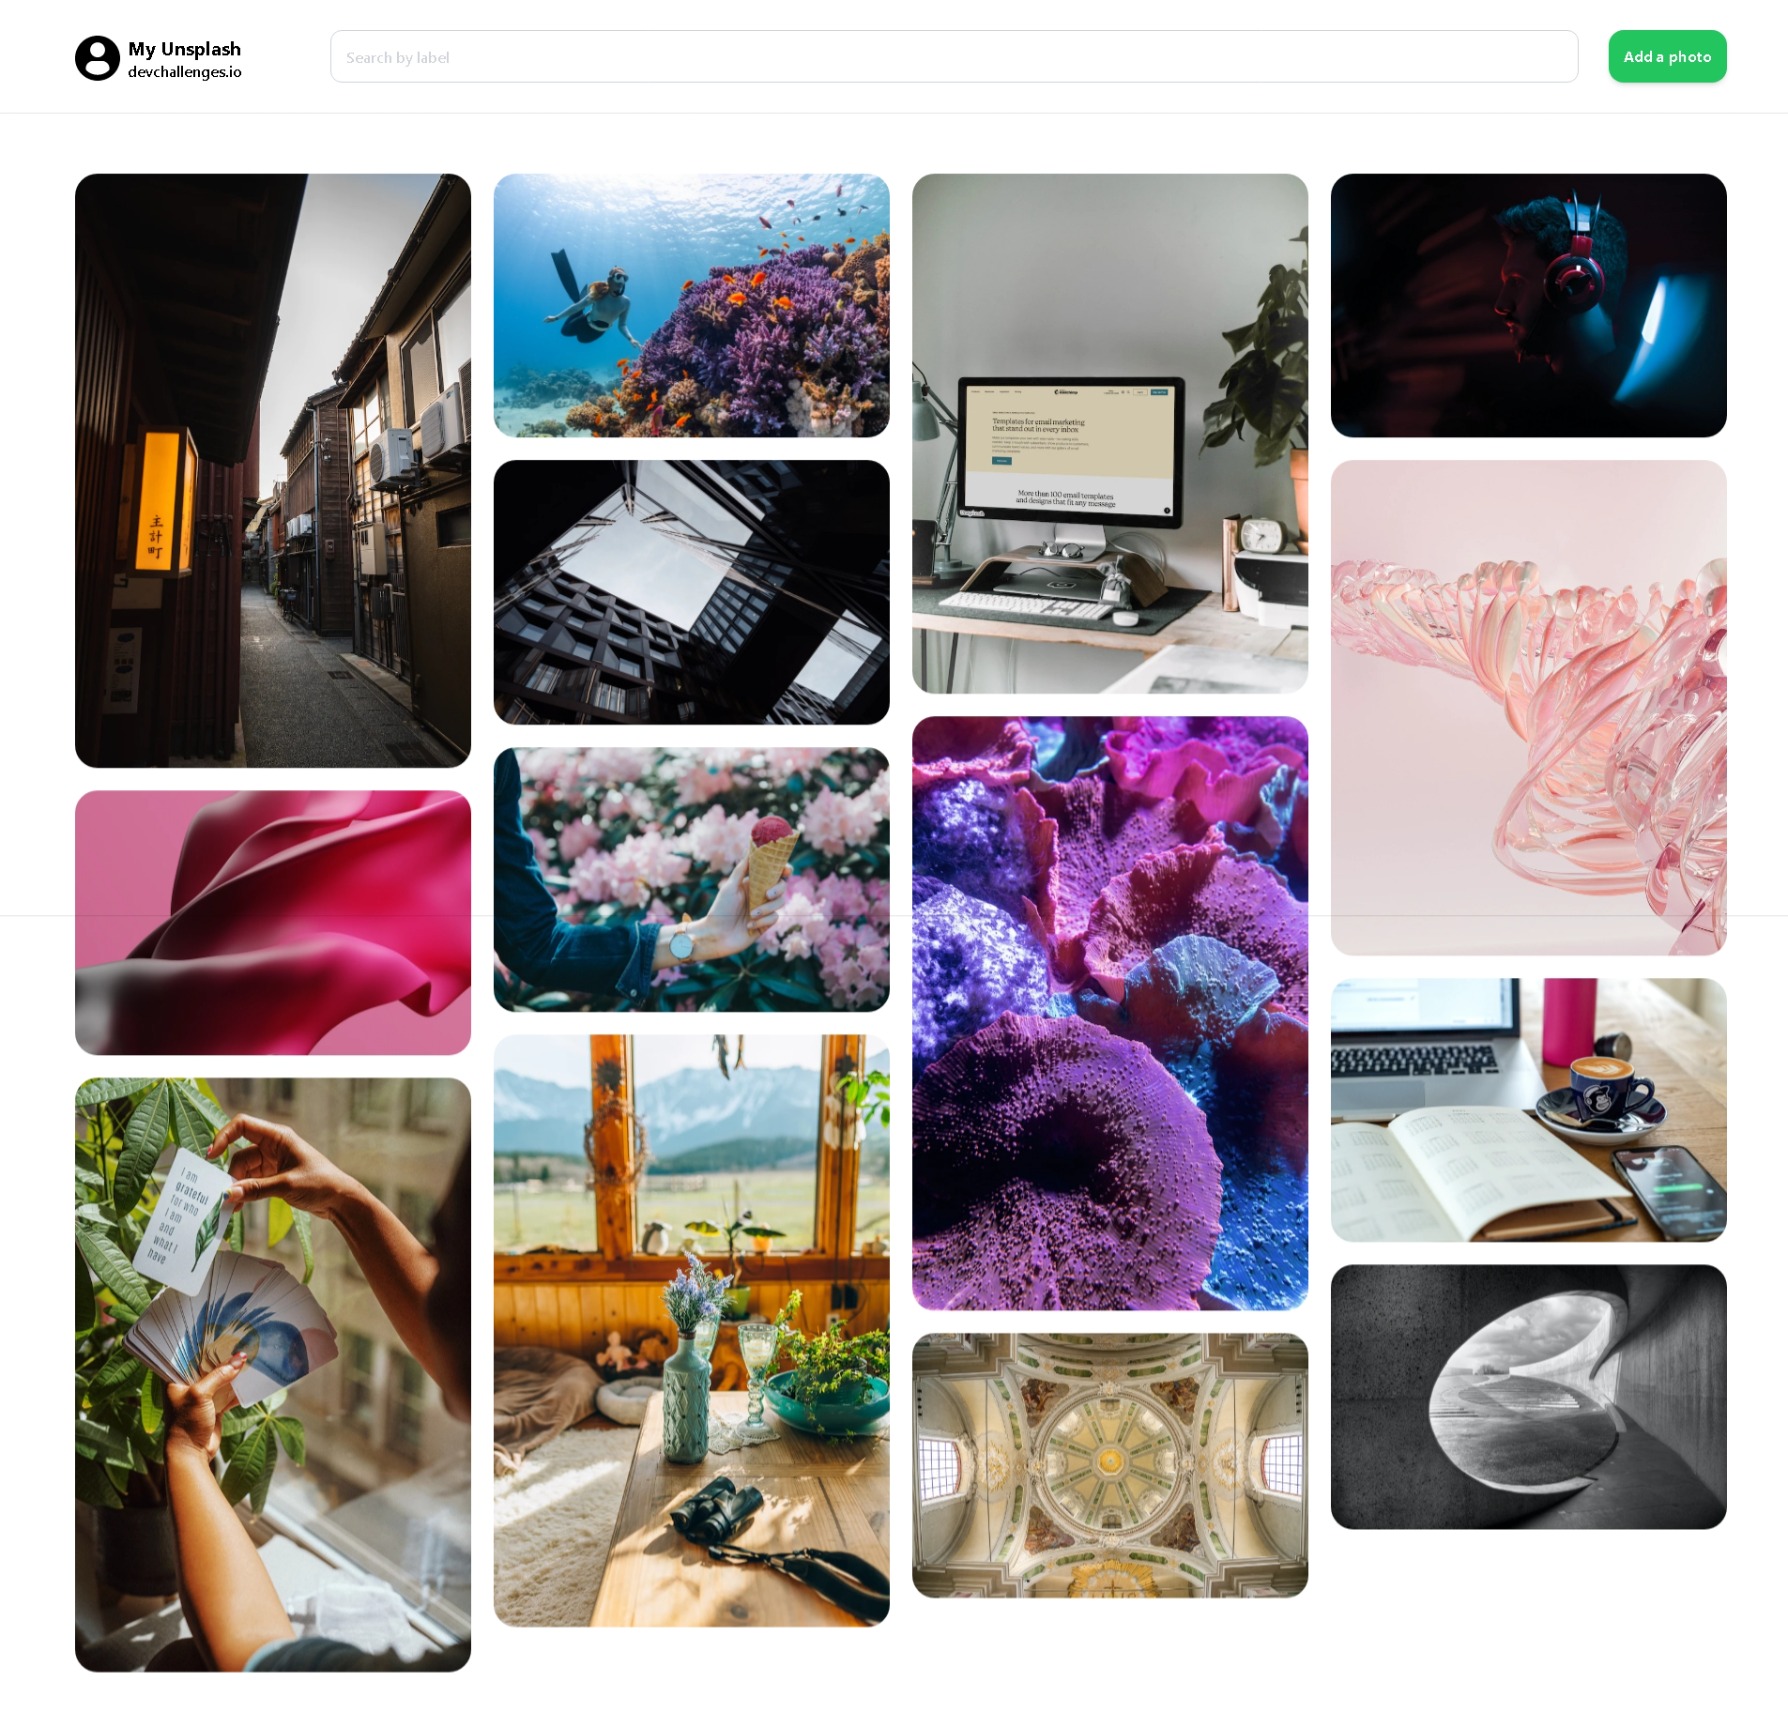 My Unsplash
devchallenges.io
Search by label
Add a photo
主計町
Templates for email marketing
that stand out in every inbox
More than 100 email templates
and designs that fit any message
I am
grateful
for who
I am
and
what I
have